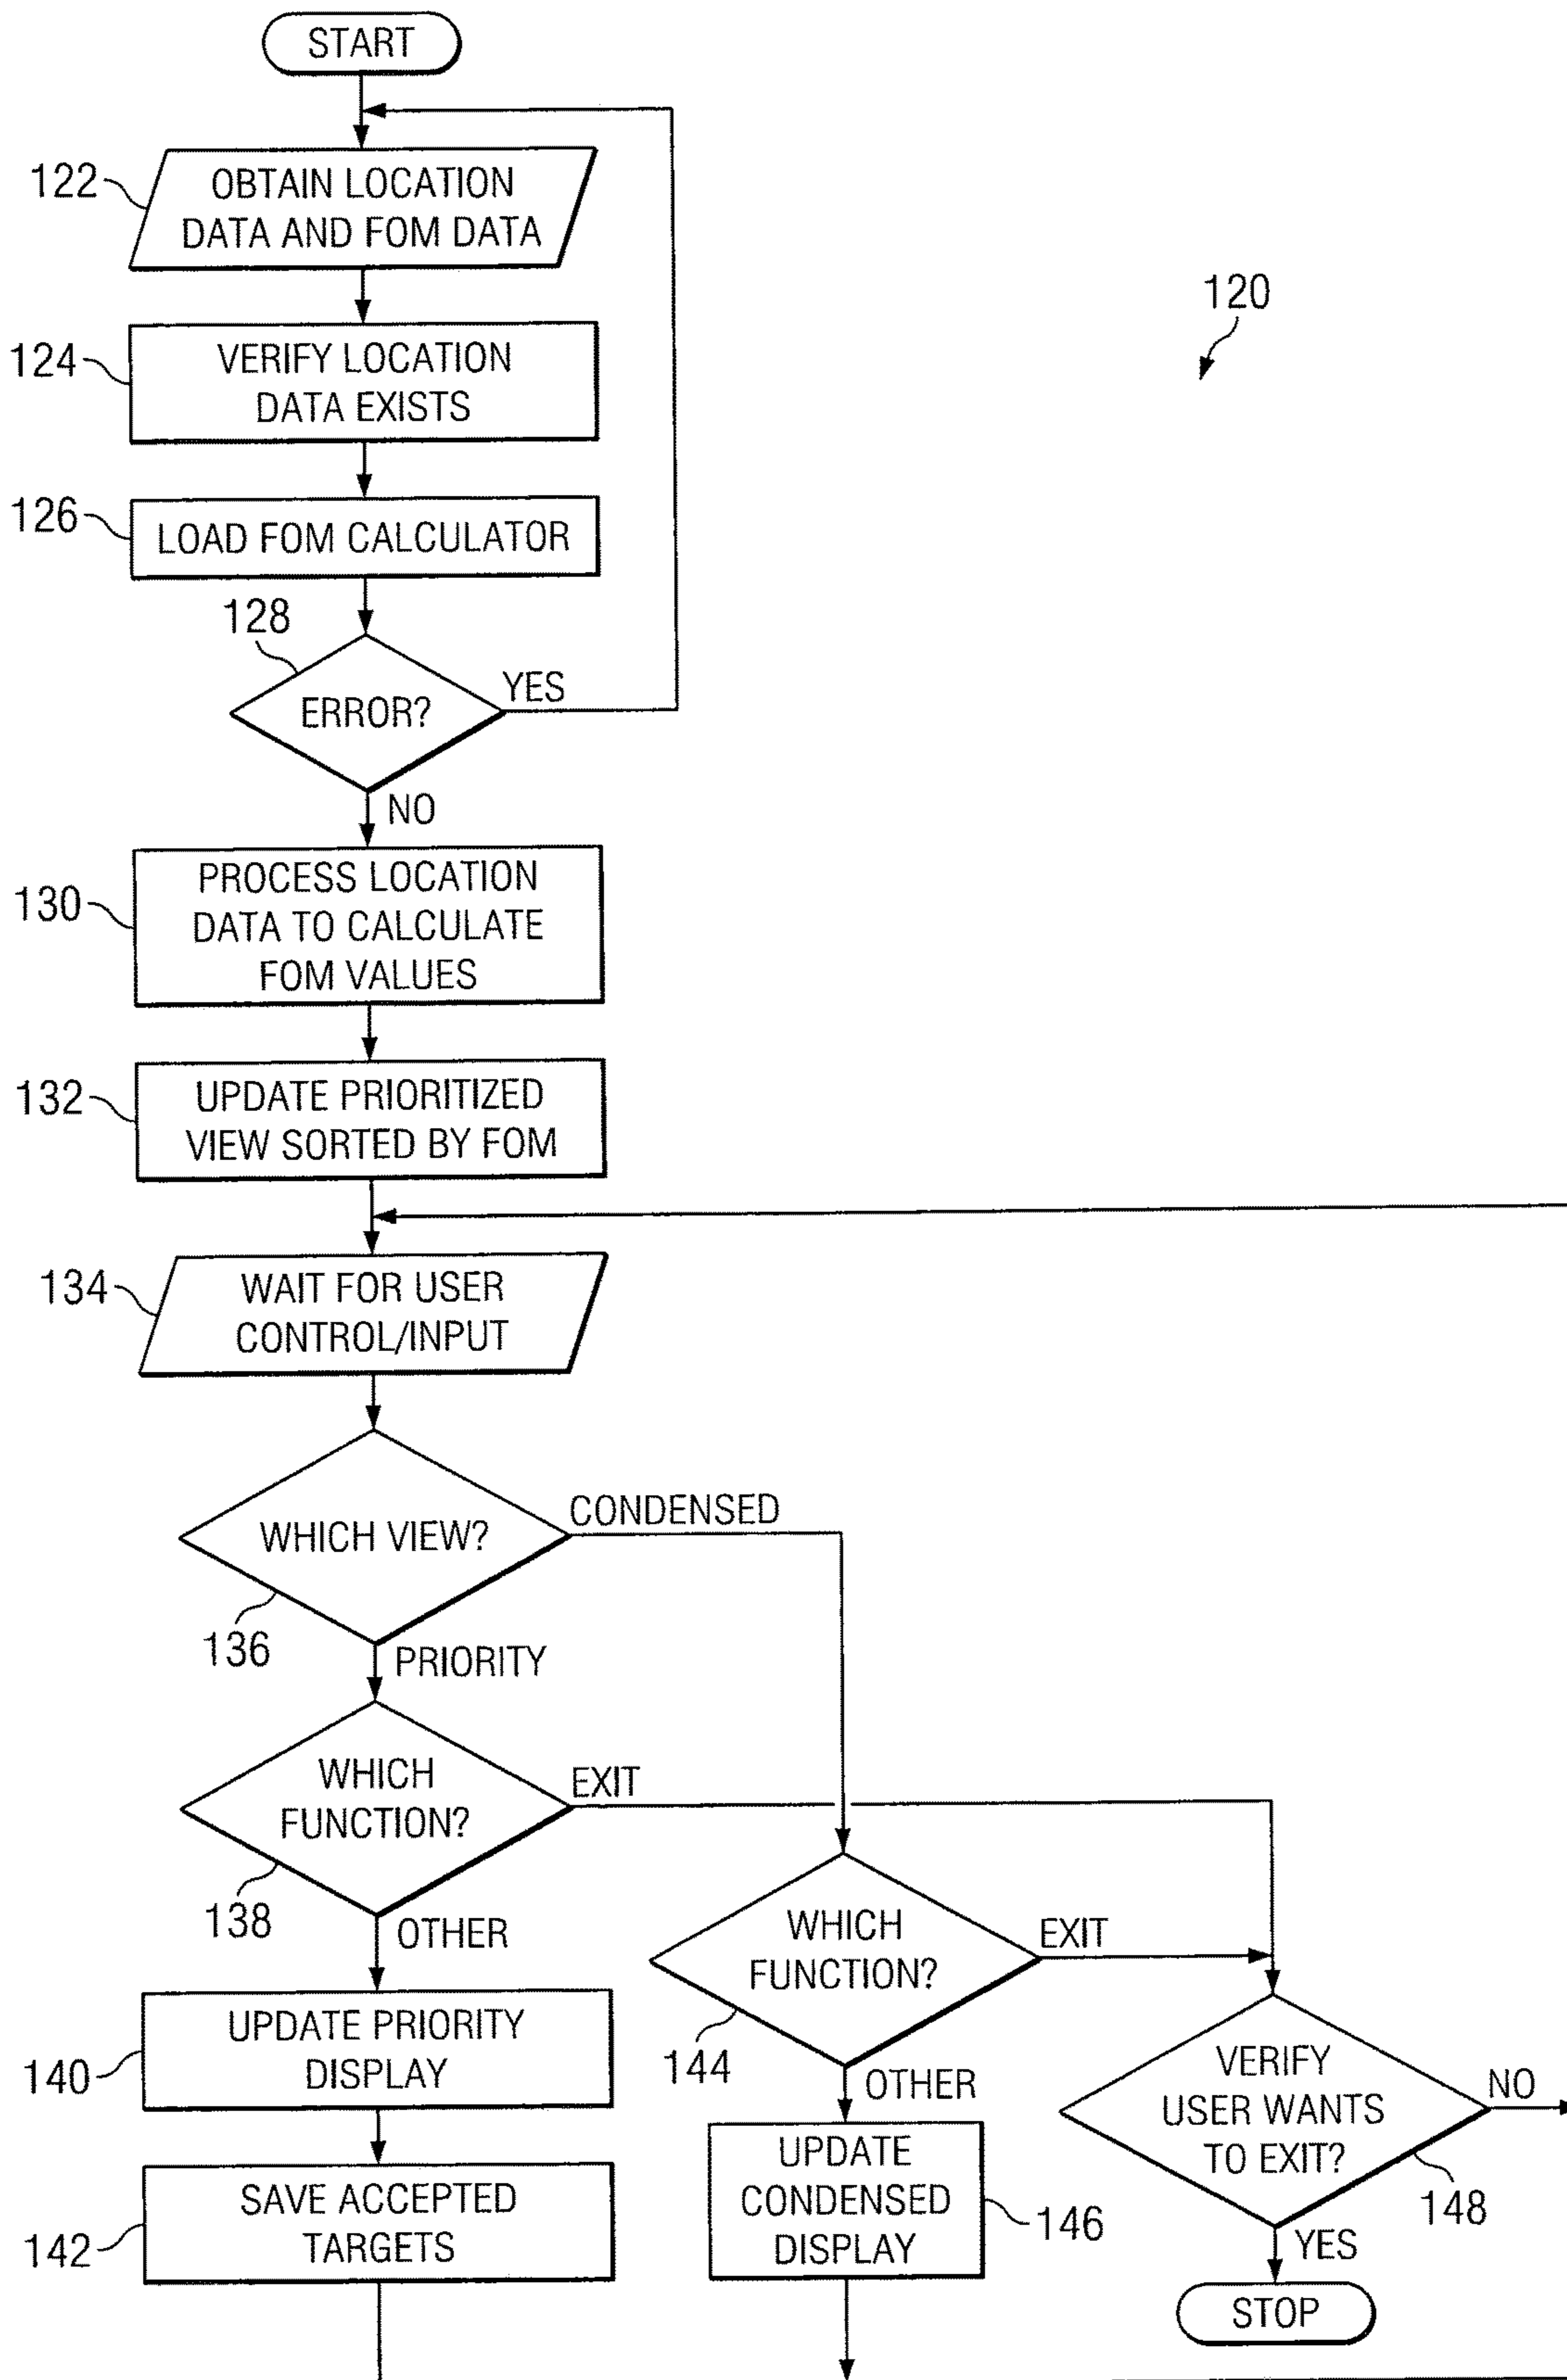 START
122
OBTAIN LOCATION
DATA AND FOM DATA
120
124
VERIFY LOCATION
DATA EXISTS
126
LOAD FOM CALCULATOR
128
ERROR?
YES
NO
130
PROCESS LOCATION
DATA TO CALCULATE
FOM VALUES
132
UPDATE PRIORITIZED
VIEW SORTED BY FOM
134
WAIT FOR USER
CONTROL/INPUT
WHICH VIEW?
CONDENSED
136
PRIORITY
WHICH
FUNCTION?
EXIT
138
OTHER
WHICH
FUNCTION?
EXIT
144
OTHER
140
UPDATE PRIORITY
DISPLAY
VERIFY
USER WANTS
TO EXIT?
NO
148
YES
142
SAVE ACCEPTED
TARGETS
UPDATE
CONDENSED
DISPLAY
146
STOP